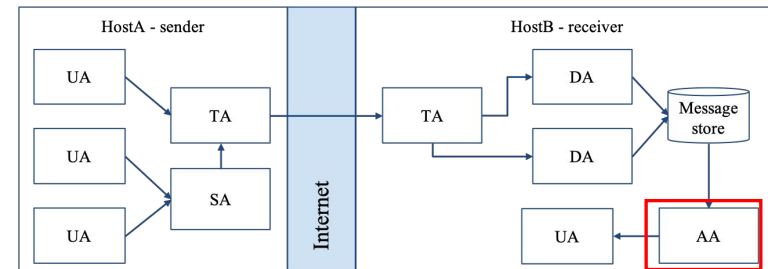 HostA - sender
HostB - receiver
UA
UA
UA
TA
SA
Internet
TA
DA
DA
Message
store
UA
AA